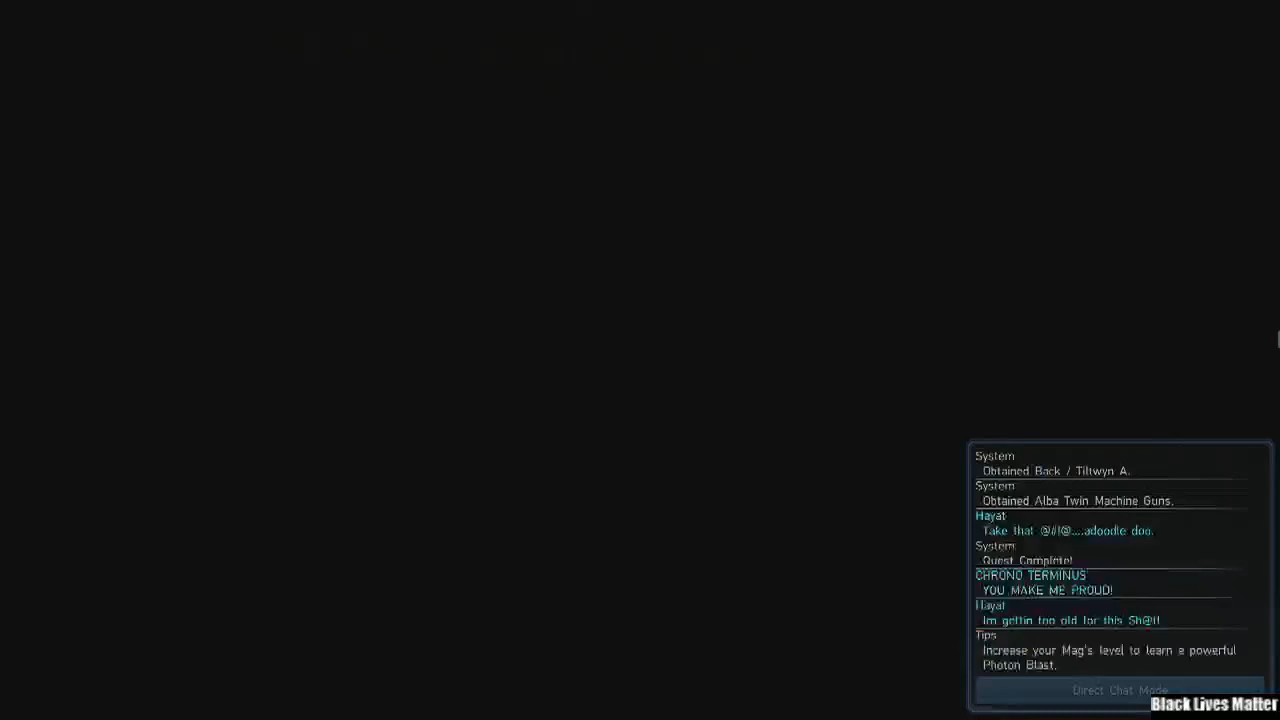 System
Obtained Back / Tiltwyn A.
System
Obtained Alba Twin Machine Guns.
Hayat
Take that @#!@....adoodle doo.
System
Quest Complete!
CHRONO TERMINUS
YOU MAKE ME PROUD!
Hayat
Im gettin too old for this Sh@!!
Tips
Increase your Mag's level to learn a powerful
Photon Blast.
Direct Chat Mode
Black Lives Matter